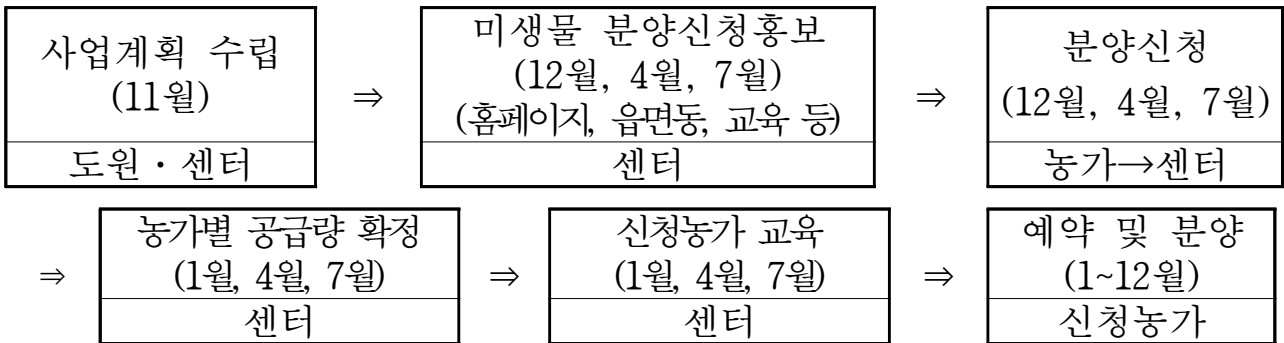 사업계획 수립
(11월)
도원·센터
⇒
미생물 분양신청홍보
(12월, 4월, 7월)
(홈페이지, 읍면동, 교육 등)
센터
⇒
분양신청
(12월, 4월, 7월)
농가→센터
⇒
농가별 공급량 확정
(1월, 4월, 7월)
센터
⇒
신청농가 교육
(1월, 4월, 7월)
센터
⇒
예약 및 분양
(1~12월)
신청농가